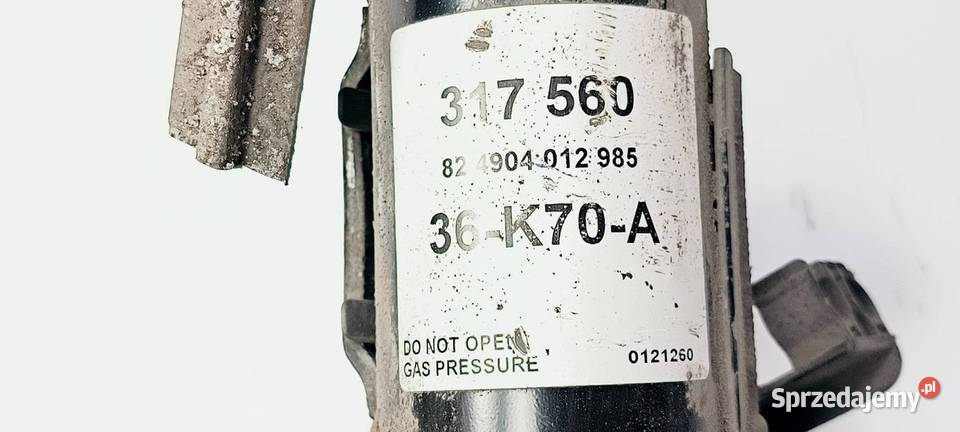 317 560
82 4904 012 985
36-K70-A
DO NOT OPEN
GAS PRESSURE
0121260
Sprzedajemy.pl